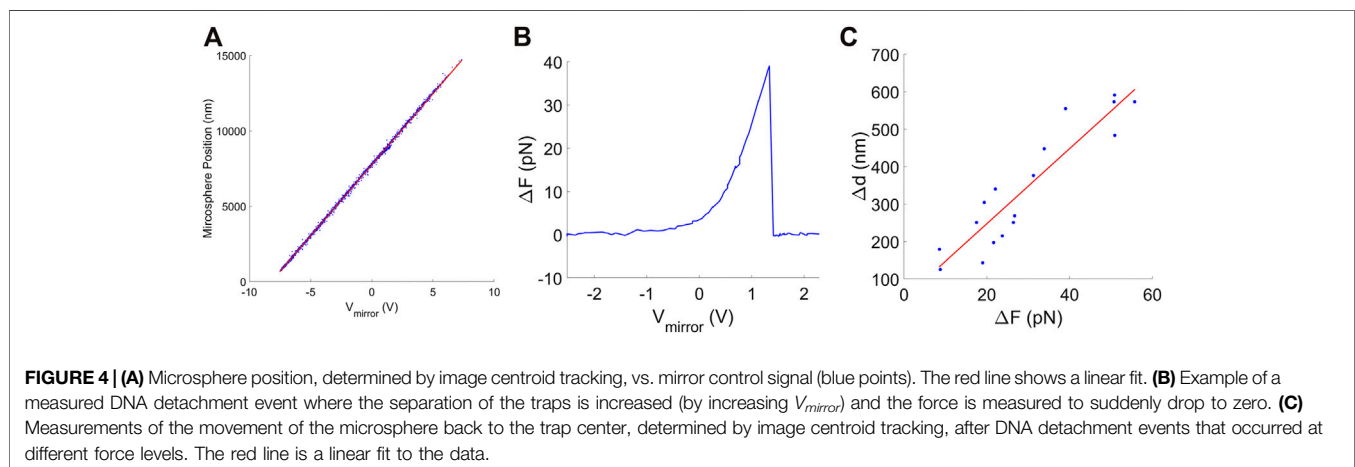 A
15000
10000
5000
0
-10
-5
0
5
10
Mircosphere Position (nm)
Vmirror (V)
B
40
30
20
10
0
-10
-2
-1
0
1
2
ΔF (pN)
Vmirror (V)
C
700
600
500
400
300
200
100
0
20
40
60
Δd (nm)
ΔF (pN)
FIGURE 4 | (A) Microsphere position, determined by image centroid tracking, vs. mirror control signal (blue points). The red line shows a linear fit. (B) Example of a
measured DNA detachment event where the separation of the traps is increased (by increasing Vmirror) and the force is measured to suddenly drop to zero. (C)
Measurements of the movement of the microsphere back to the trap center, determined by image centroid tracking, after DNA detachment events that occurred at
different force levels. The red line is a linear fit to the data.